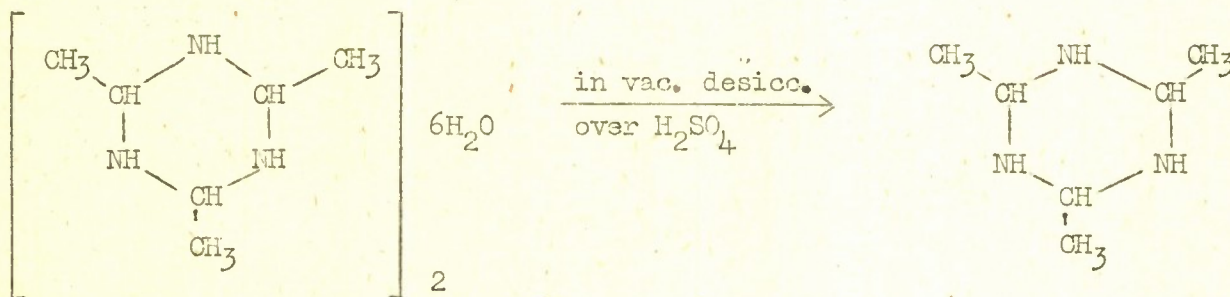 NH NH
CH3 CH3 CH3 CH3
in vac. desicc.
CH CH CH CH
6H2O over H2SO4
NH NH NH NH
CH CH
CH3 CH3
2